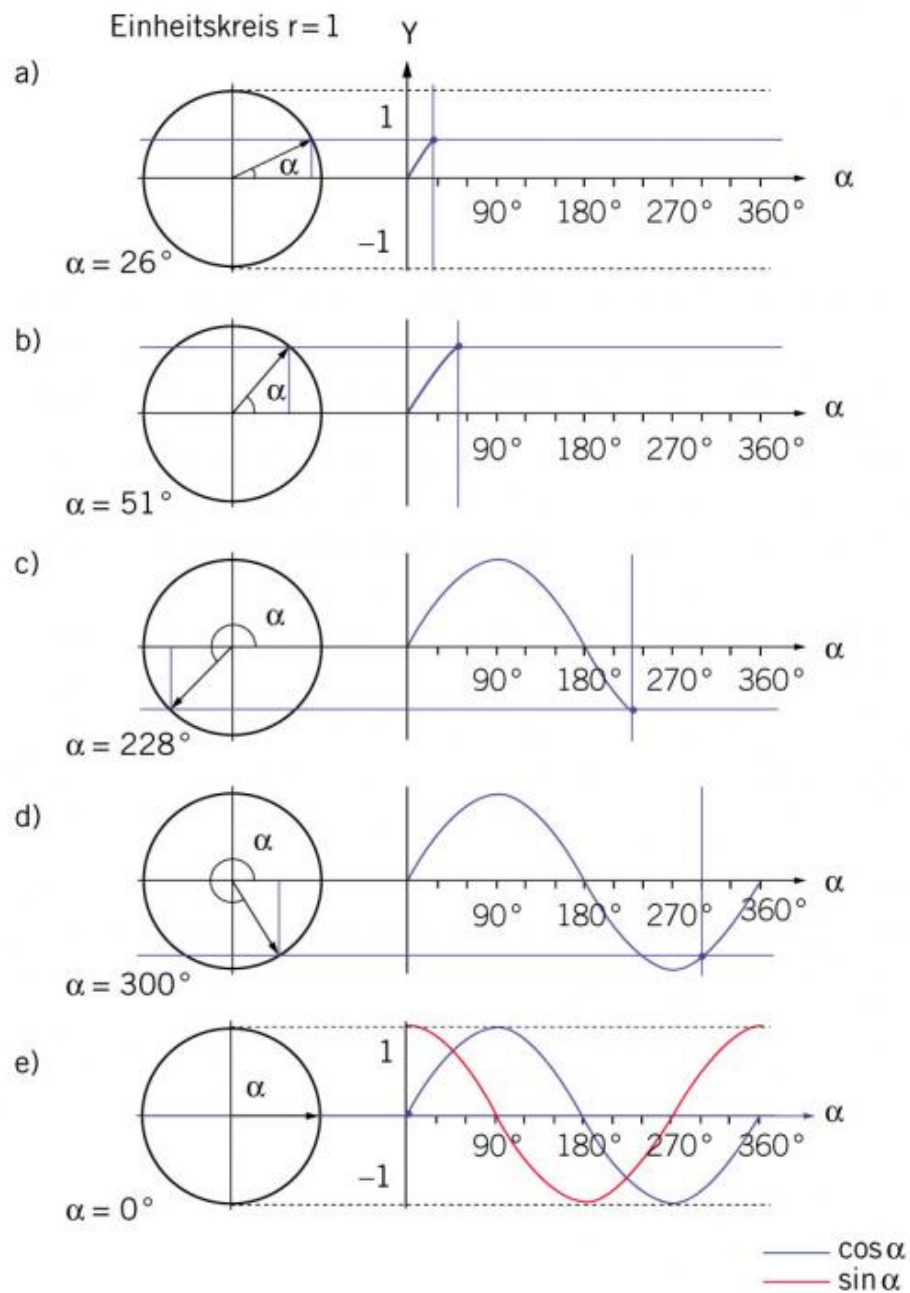 Einheitskreis r = 1
Y
a)
1
α
α
90° 180° 270° 360°
–1
α = 26°
b)
α
α
90° 180° 270° 360°
α = 51°
c)
α
α
90° 180° 270° 360°
α = 228°
d)
α
α
90° 180° 270° 360°
α = 300°
e)
1
α
α
90° 180° 270° 360°
–1
α = 0°
cos α
sin α